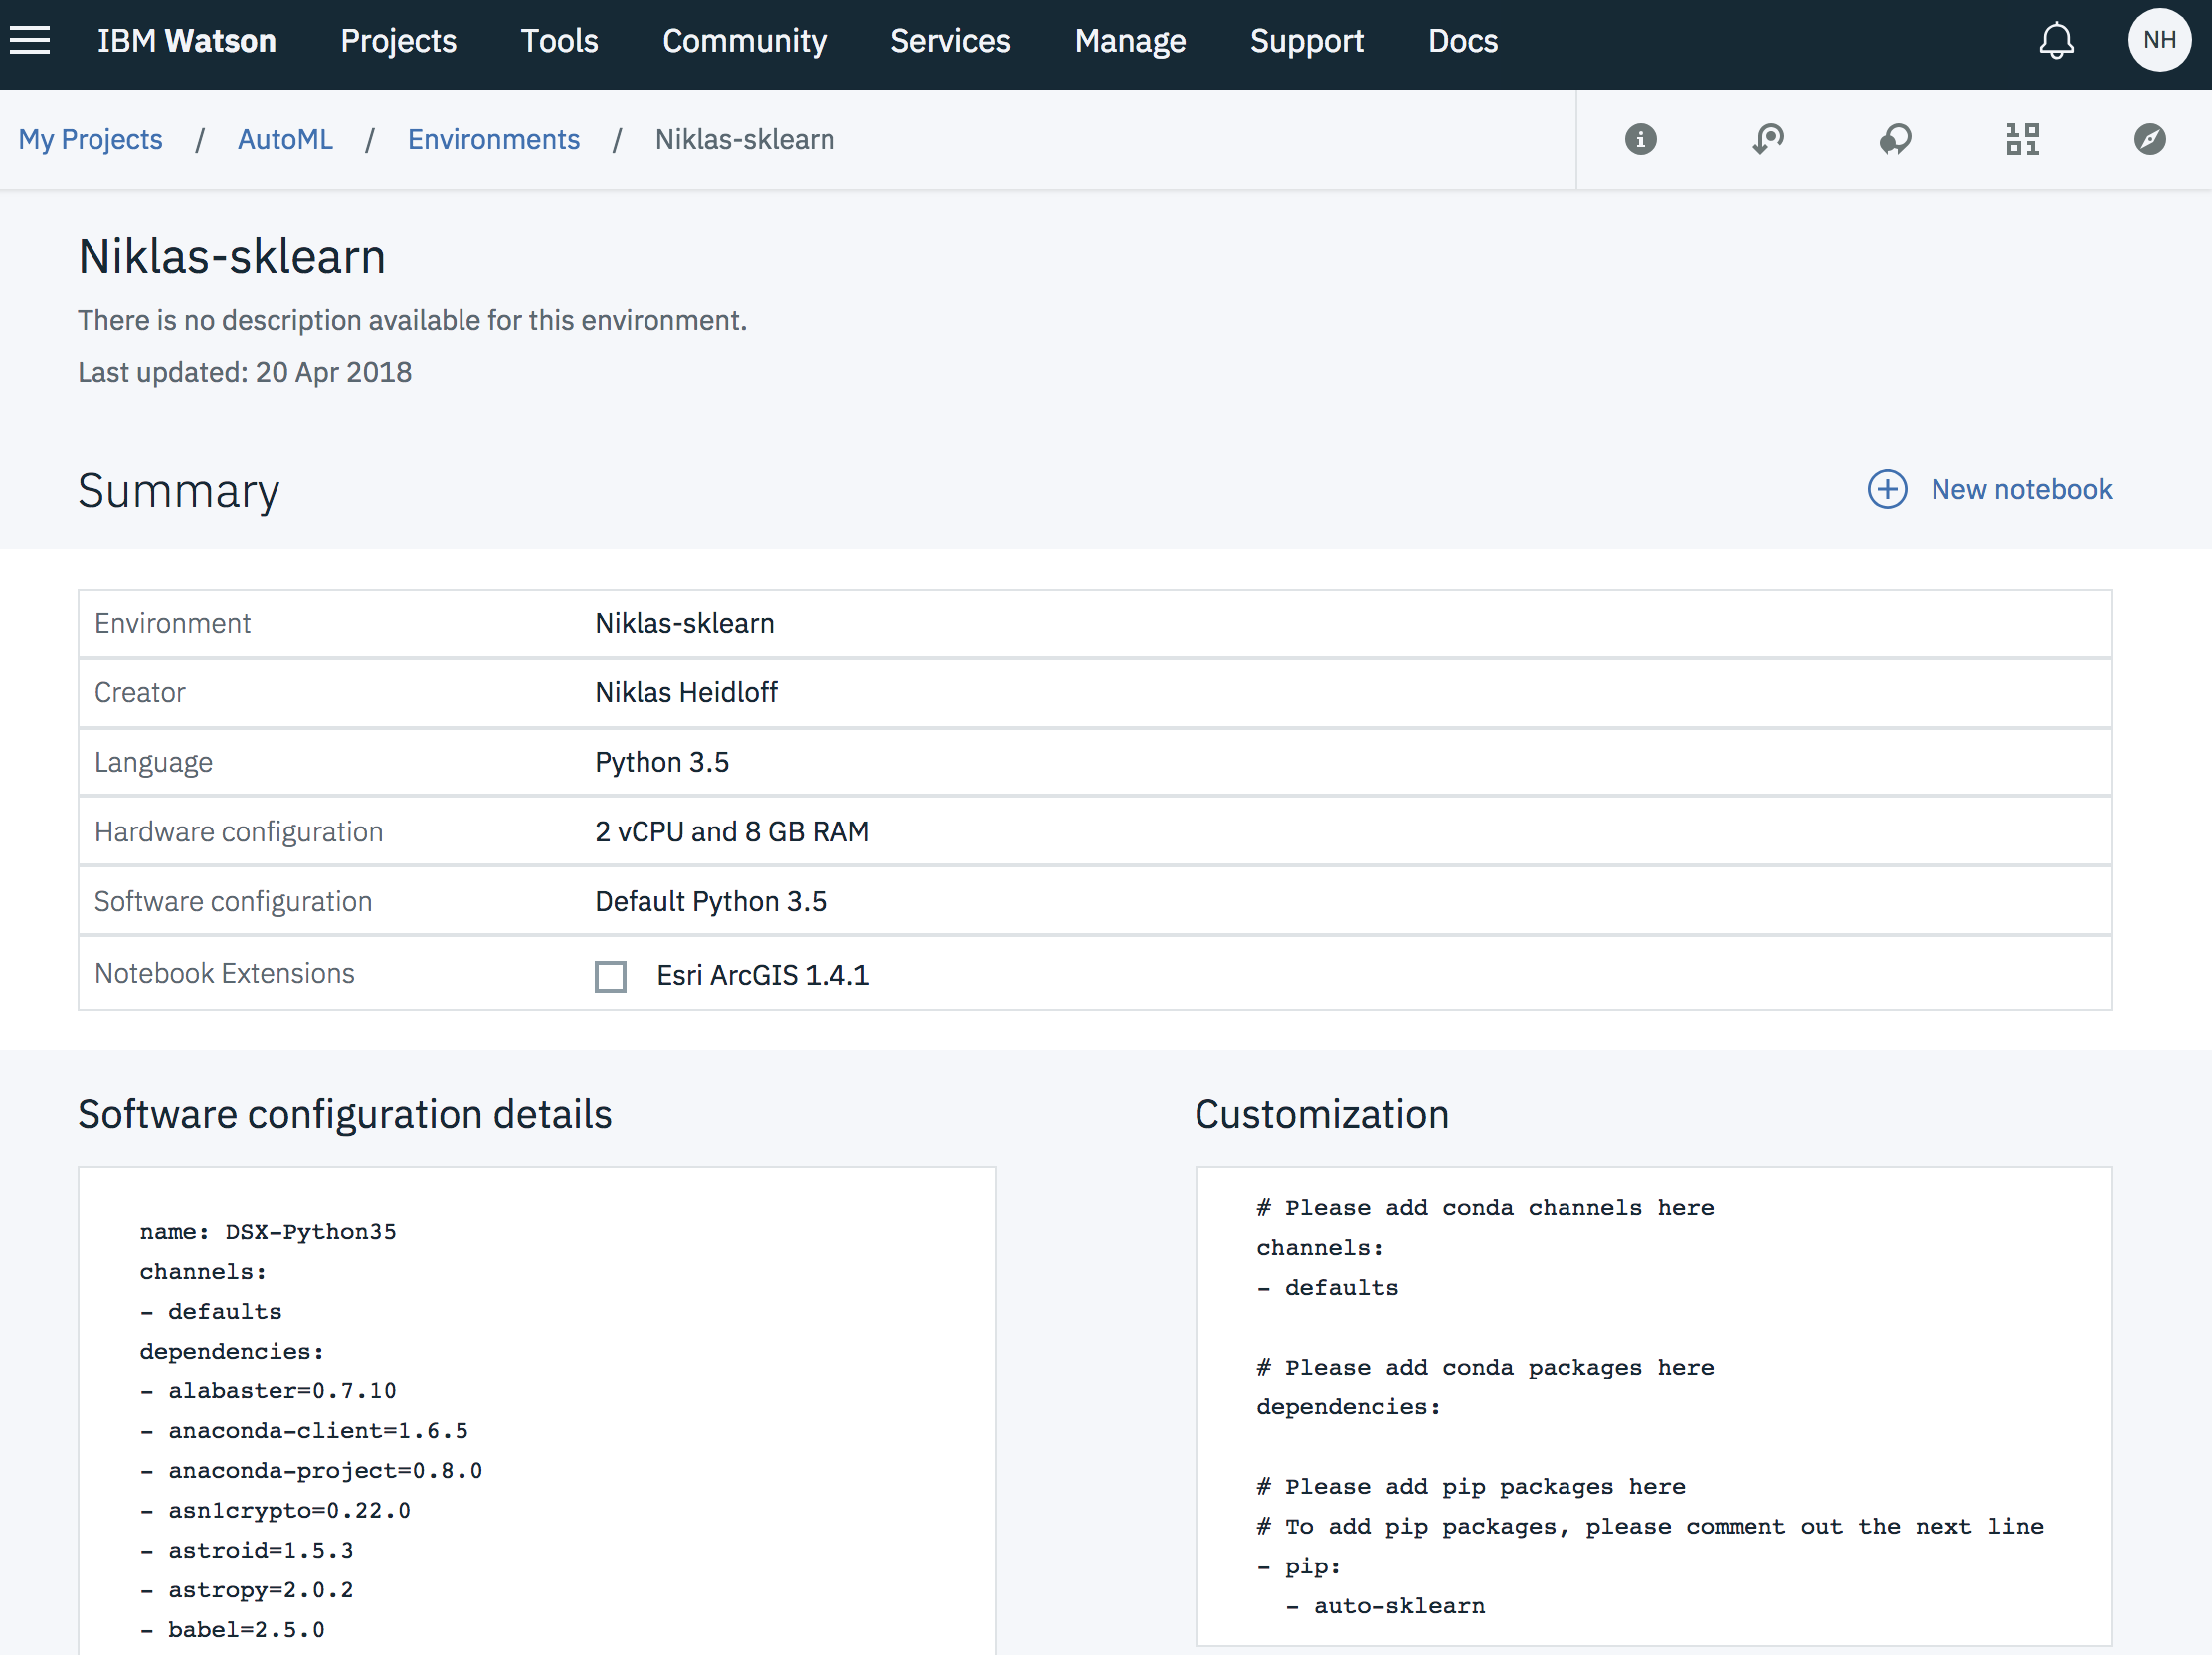 IBM Watson Projects Tools Community Services Manage Support Docs NH
My Projects / AutoML / Environments / Niklas-sklearn
Niklas-sklearn
There is no description available for this environment.
Last updated: 20 Apr 2018
Summary
New notebook
Environment Niklas-sklearn
Creator Niklas Heidloff
Language Python 3.5
Hardware configuration 2 vCPU and 8 GB RAM
Software configuration Default Python 3.5
Notebook Extensions Esri ArcGIS 1.4.1
Software configuration details
name: DSX-Python35
channels:
- defaults
dependencies:
- alabaster=0.7.10
- anaconda-client=1.6.5
- anaconda-project=0.8.0
- asn1crypto=0.22.0
- astroid=1.5.3
- astropy=2.0.2
- babel=2.5.0
Customization
# Please add conda channels here
channels:
- defaults
# Please add conda packages here
dependencies:
# Please add pip packages here
# To add pip packages, please comment out the next line
- pip:
- auto-sklearn